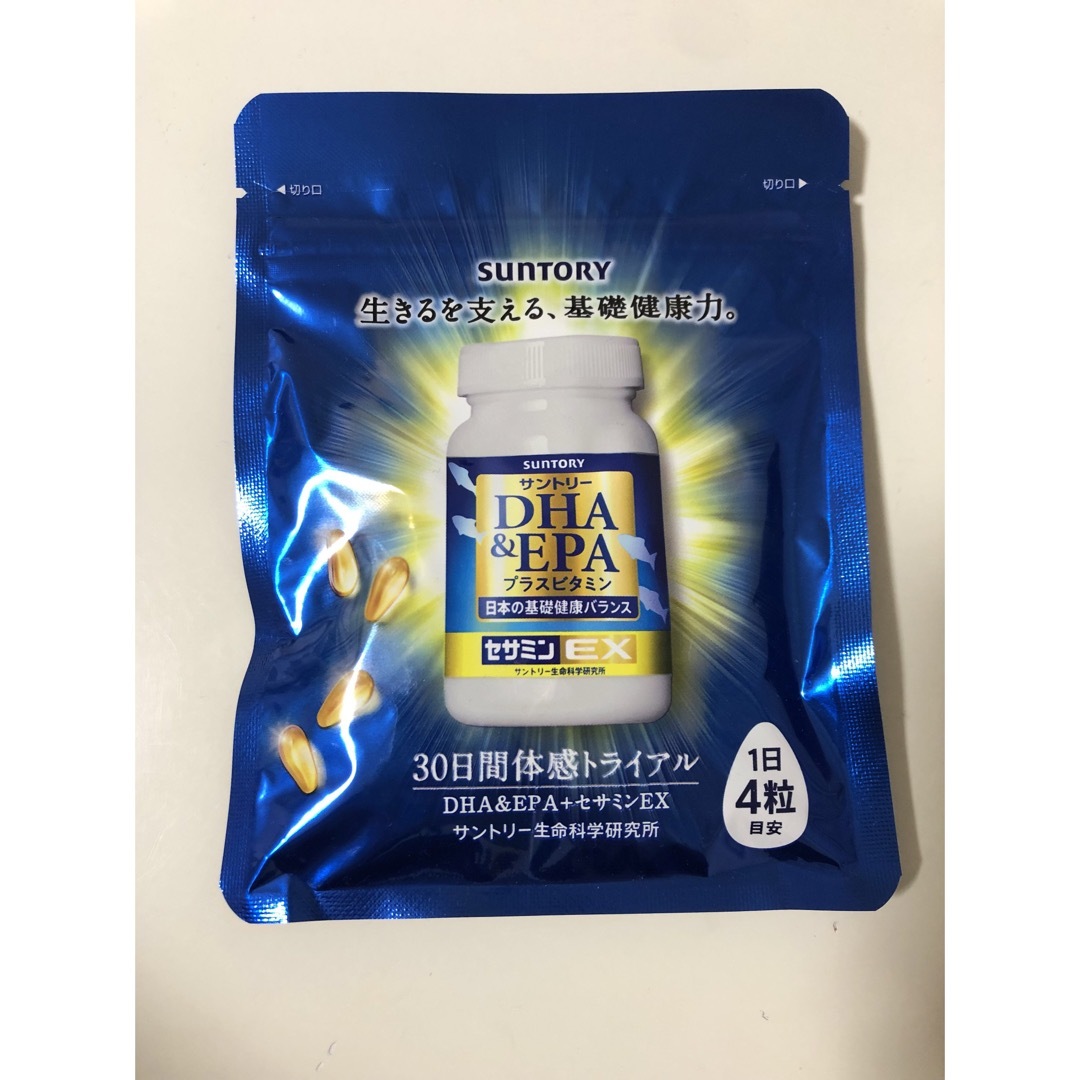 ◀切り口
切り口▶
SUNTORY
生きるを支える、基礎健康力。
SUNTORY
サントリー
DHA
&EPA
プラスビタミン
日本の基礎健康バランス
セサミンEX
サントリー生命科学研究所
30日間体感トライアル
DHA&EPA+セサミンEX
サントリー生命科学研究所
1日
4粒
目安